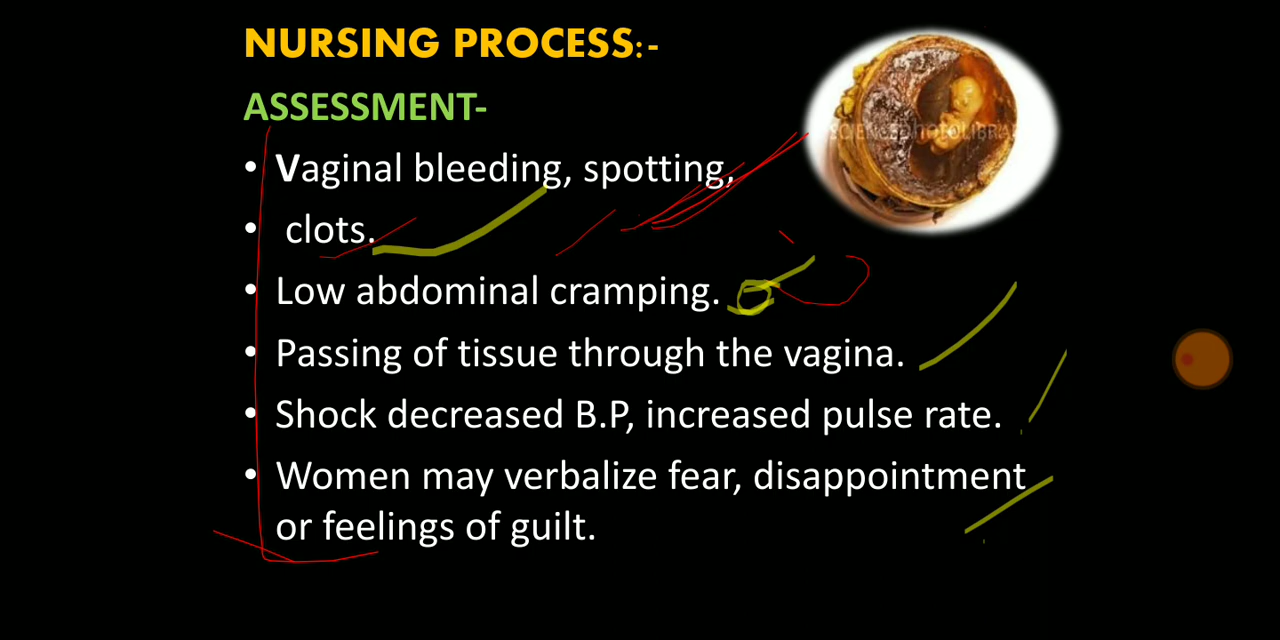 NURSING PROCESS:-
ASSESSMENT-
• Vaginal bleeding, spotting,
• clots.
• Low abdominal cramping.
• Passing of tissue through the vagina.
• Shock decreased B.P, increased pulse rate.
• Women may verbalize fear, disappointment
or feelings of guilt.
SCIENCEPHOTOLIBRA